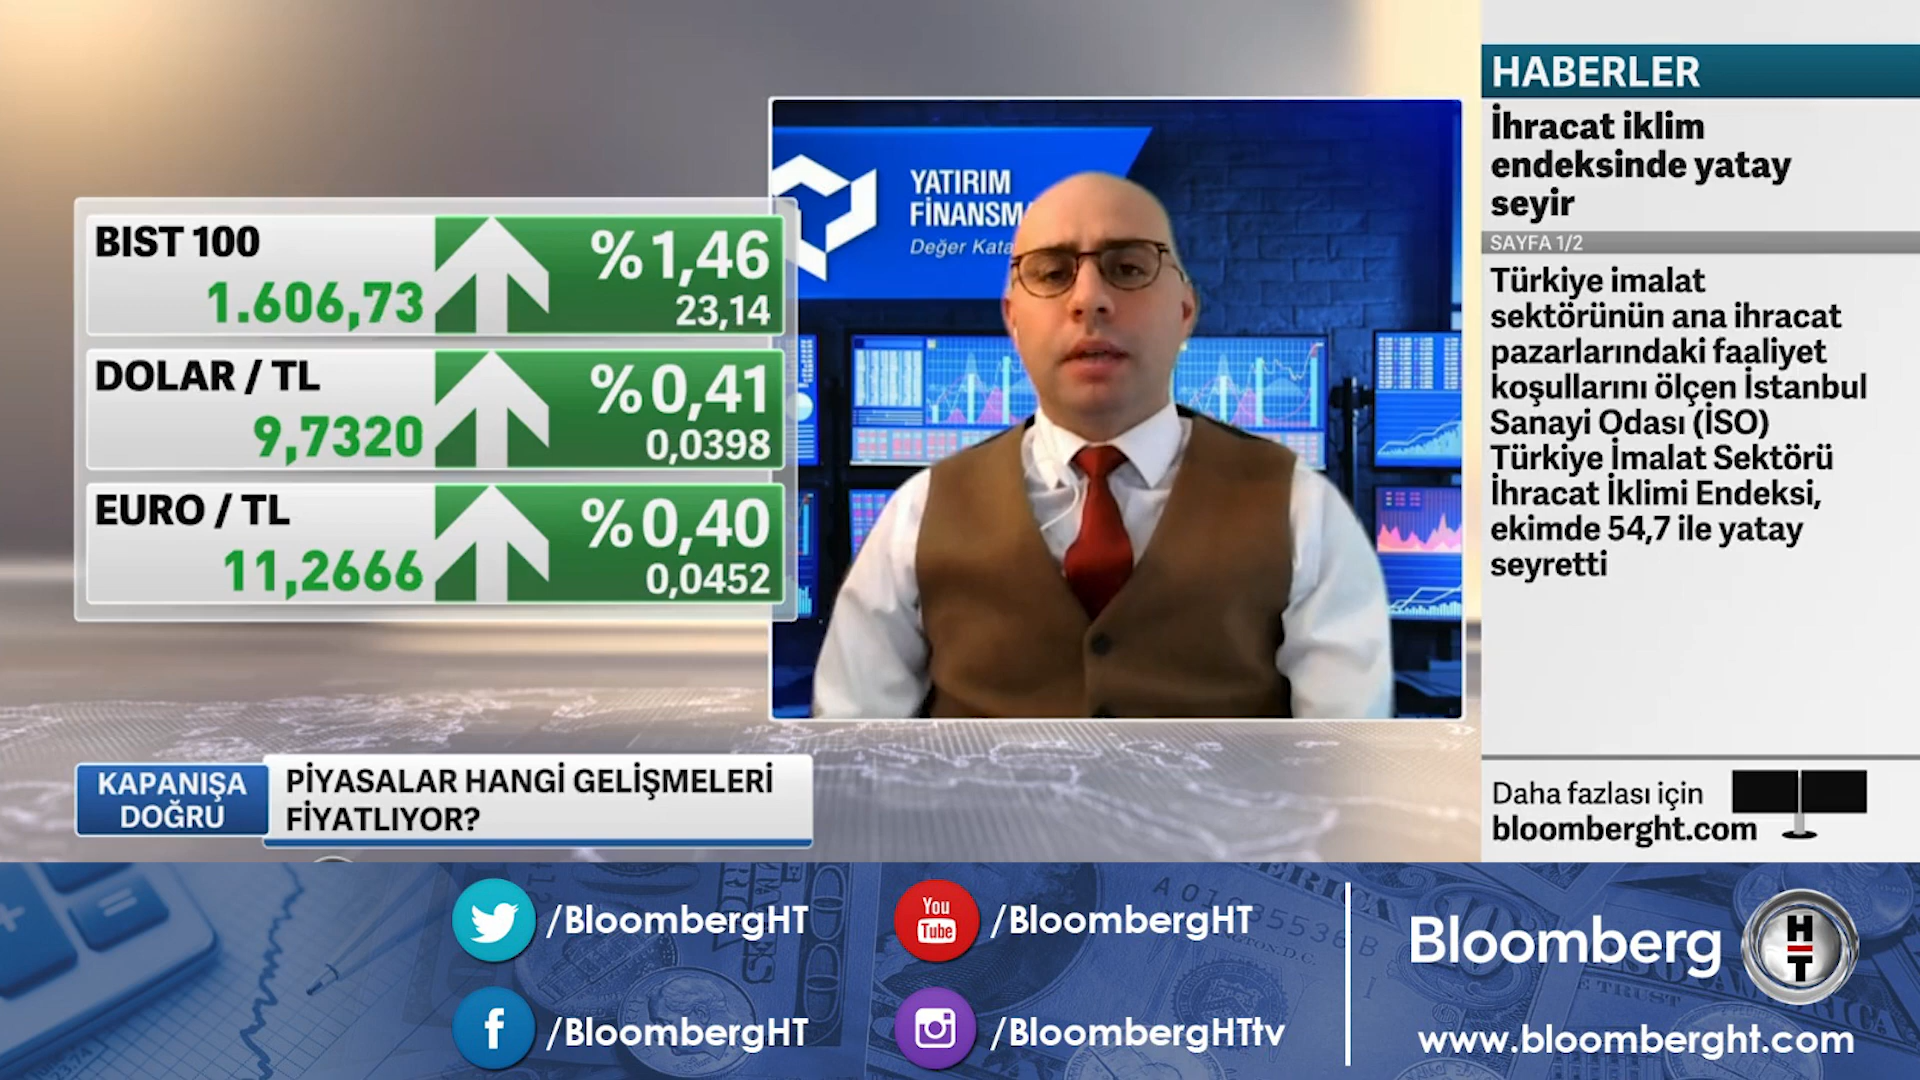 BIST 100
1.606,73
%1,46
23,14
DOLAR / TL
9,7320
%0,41
0,0398
EURO / TL
11,2666
%0,40
0,0452
YATIRIM
FİNANSM
Değer Kata
KAPANIŞA
DOĞRU
PİYASALAR HANGİ GELİŞMELERİ
FİYATLIYOR?
HABERLER
İhracat iklim
endeksinde yatay
seyir
SAYFA 1/2
Türkiye imalat
sektörünün ana ihracat
pazarlarındaki faaliyet
koşullarını ölçen İstanbul
Sanayi Odası (İSO)
Türkiye İmalat Sektörü
İhracat İklimi Endeksi,
ekimde 54,7 ile yatay
seyretti
Daha fazlası için
bloomberght.com
/BloombergHT
You
Tube
/BloombergHT
/BloombergHT
/BloombergHTtv
Bloomberg
H
T
www.bloomberght.com